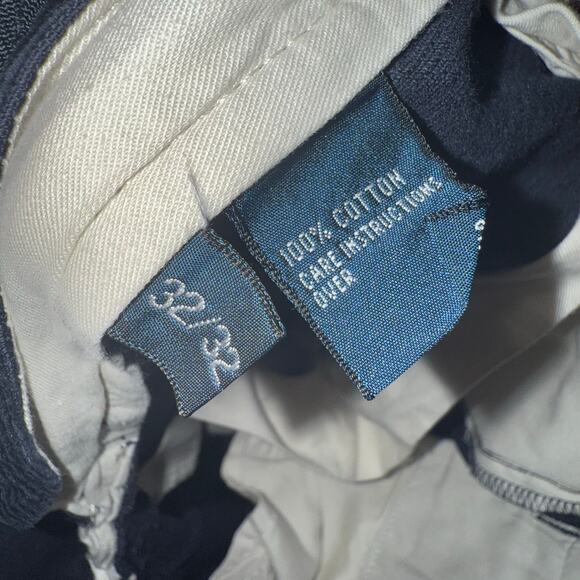 32/32
100% COTTON
CARE INSTRUCTIONS
OVER